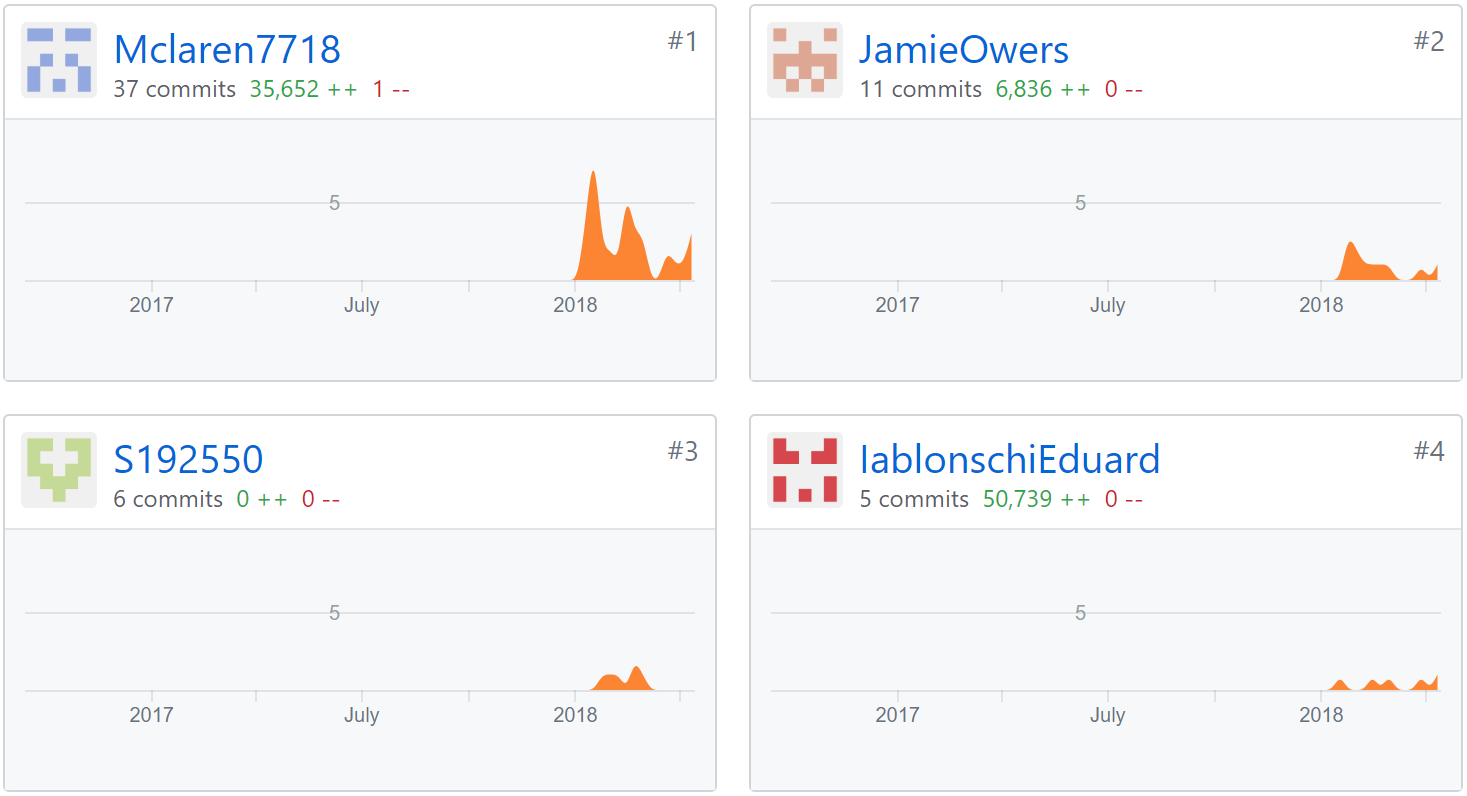 Mclaren7718 #1
37 commits 35,652 ++ 1 --
5
2017 July 2018
JamieOwers #2
11 commits 6,836 ++ 0 --
5
2017 July 2018
S192550 #3
6 commits 0 ++ 0 --
5
2017 July 2018
IablonschiEduard #4
5 commits 50,739 ++ 0 --
5
2017 July 2018